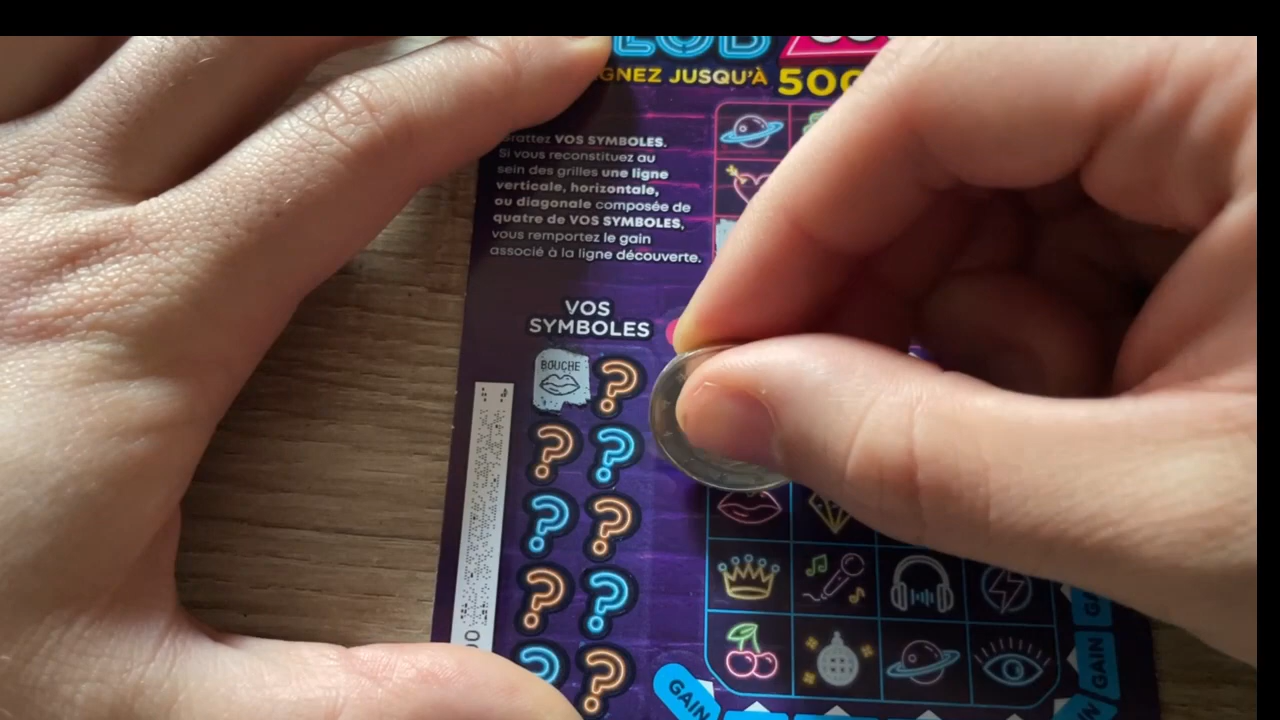 GNEZ JUSQU'À 500
Grattez VOS SYMBOLES.
Si vous reconstituez au
sein des grilles une ligne
verticale, horizontale,
ou diagonale composée de
quatre de VOS SYMBOLES,
vous remportez le gain
associé à la ligne découverte.
VOS
SYMBOLES
BOUCHE
GAIN
GAIN